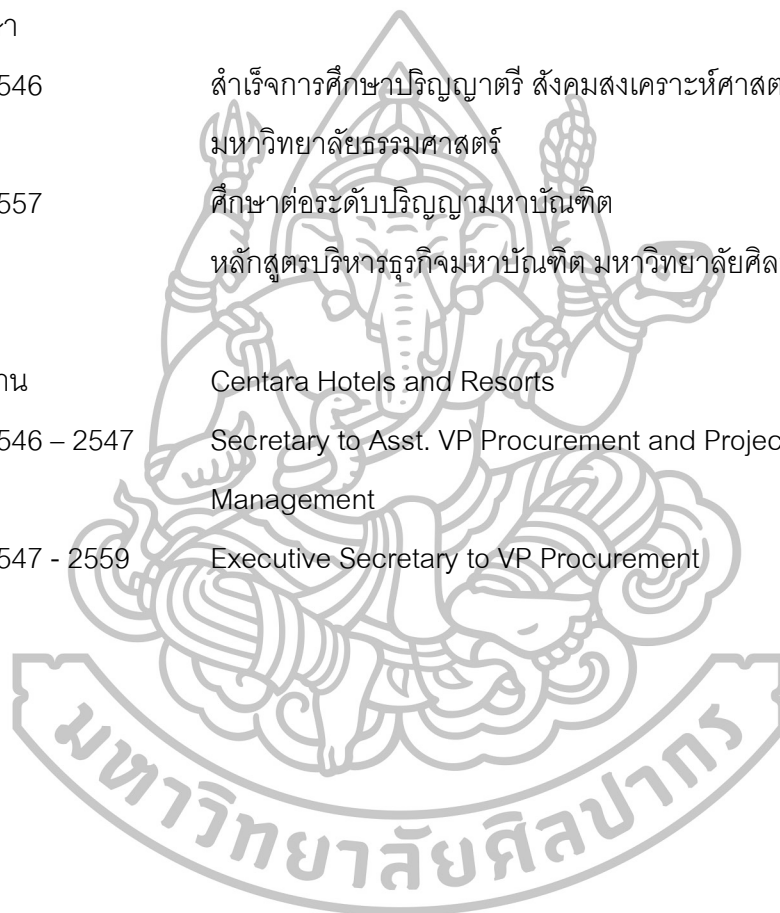 546 สำเร็จการศึกษาปริญญาตรี สังคมสงเคราะห์ศาสต
มหาวิทยาลัยธรรมศาสตร์
557 ศึกษาต่อระดับปริญญามหาบัณฑิต
หลักสูตรบริหารธุรกิจมหาบัณฑิต มหาวิทยาลัยศิล
าน Centara Hotels and Resorts
546 – 2547 Secretary to Asst. VP Procurement and Projec
Management
547 - 2559 Executive Secretary to VP Procurement
มหาวิทยาลัยศิลปากร